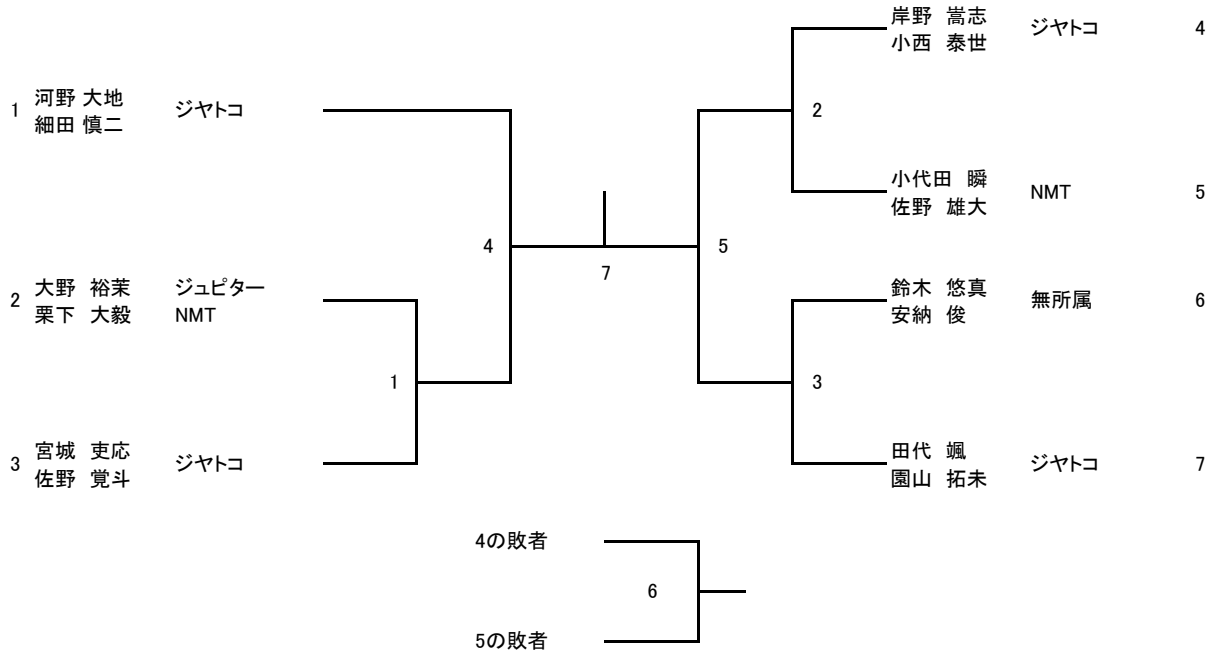 岸野 嵩志 ジヤトコ 4
小西 泰世
1 河野 大地 ジヤトコ
細田 慎二
2
小代田 瞬 NMT 5
佐野 雄大
4 5
7
2 大野 裕茉 ジュピター
栗下 大毅 NMT
鈴木 悠真 無所属 6
安納 俊
1 3
3 宮城 吏応 ジヤトコ
佐野 覚斗
田代 颯 ジヤトコ 7
園山 拓未
4の敗者
6
5の敗者